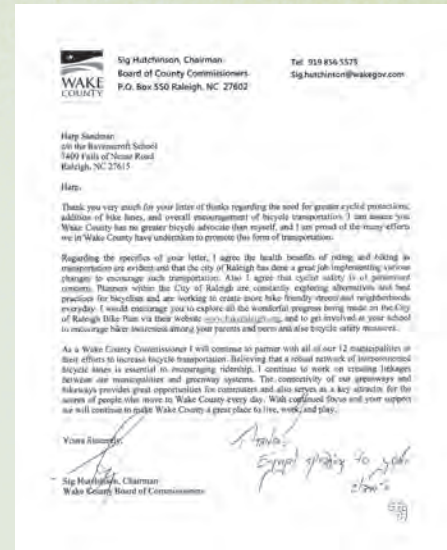 WAKE
COUNTY
Sig Hutchinson, Chairman
Board of County Commissioners
P.O. Box 550 Raleigh, NC 27602
Tel 919 856 5575
Sig.hutchinson@wakegov.com
Harp Sandman
c/o the Ravenscroft School
7409 Falls of Neuse Road
Raleigh, NC 27615
Harp,
Thank you very much for your letter of thanks regarding the need for greater cyclist protections,
addition of bike lanes, and overall encouragement of bicycle transportation. I can assure you
Wake County has no greater bicycle advocate than myself, and I am proud of the many efforts
we in Wake County have undertaken to promote this form of transportation.
Regarding the specifics of your letter, I agree the health benefits of riding and biking as
transportation are evident and that the city of Raleigh has done a great job implementing various
changes to encourage such transportation. Also I agree that cyclist safety is of
concern. Planners within the City of Raleigh are constantly exploring alternatives and best
practices for bicyclists and are working to create more bike friendly streets and neighborhoods
everyday. I would encourage you to explore all the wonderful progress being made on the City
of Raleigh Bike Plan via their website and to get involved at your school
to encourage biker awareness among your parents and peers and also bicycle safety measures.
As a Wake County Commissioner I will continue to partner with all of our 12 municipalities in
their efforts to increase bicycle transportation. Believing that a robust network of interconnected
bicycle lanes is essential to encouraging ridership, I continue to work on creating linkages
between our municipalities and greenway systems. The connectivity of our greenways and
bikeways provides great opportunities for commuters and also serves as a key attractor for the
scores of people who move to Wake County every day. With continued focus and your support
we will continue to make Wake County a great place to live, work, and play.
Yours Sincerely,
Enjoyed speaking to your
Sig Hutchinson, Chairman
Wake County Board of Commissioners